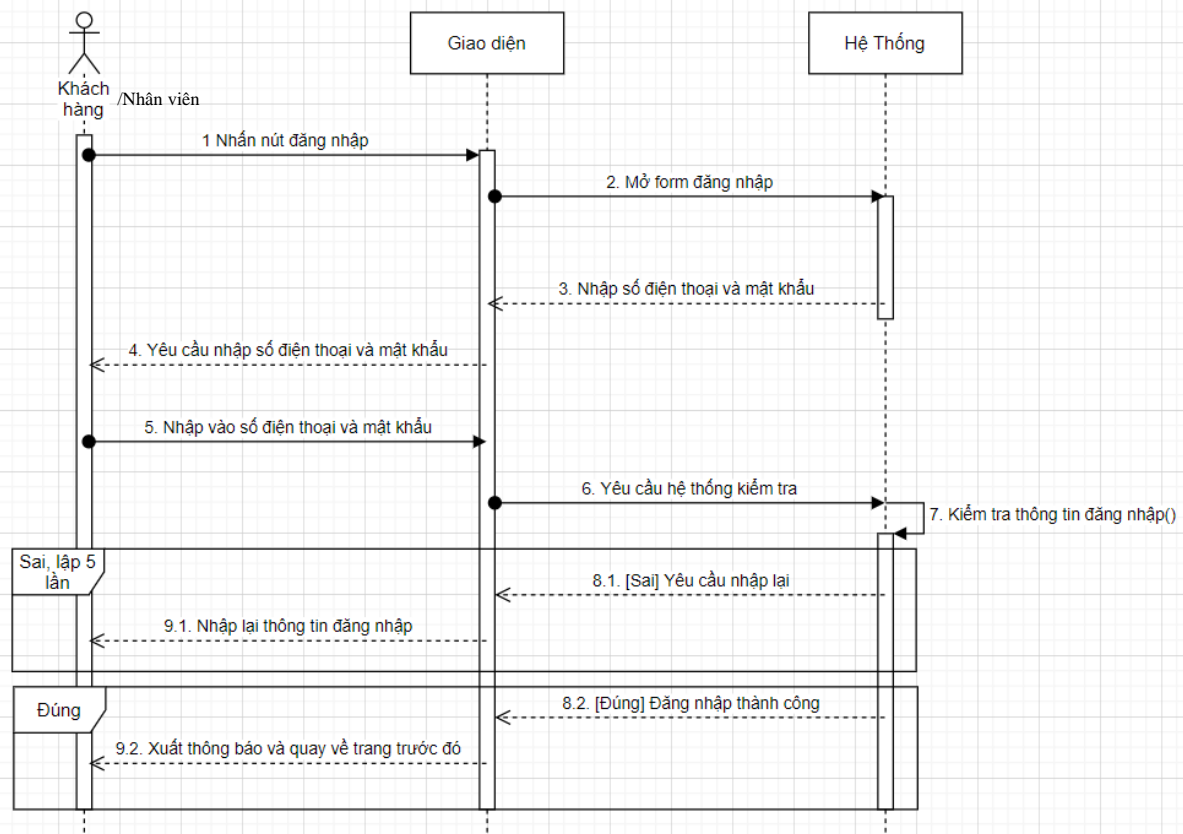 Giao diện
Hệ Thống
Khách
hàng
/Nhân viên
1 Nhấn nút đăng nhập
2. Mở form đăng nhập
3. Nhập số điện thoại và mật khẩu
4. Yêu cầu nhập số điện thoại và mật khẩu
5. Nhập vào số điện thoại và mật khẩu
6. Yêu cầu hệ thống kiểm tra
7. Kiểm tra thông tin đăng nhập()
Sai, lập 5
lần
8.1. [Sai] Yêu cầu nhập lại
9.1. Nhập lại thông tin đăng nhập
Đúng
8.2. [Đúng] Đăng nhập thành công
9.2. Xuất thông báo và quay về trang trước đó